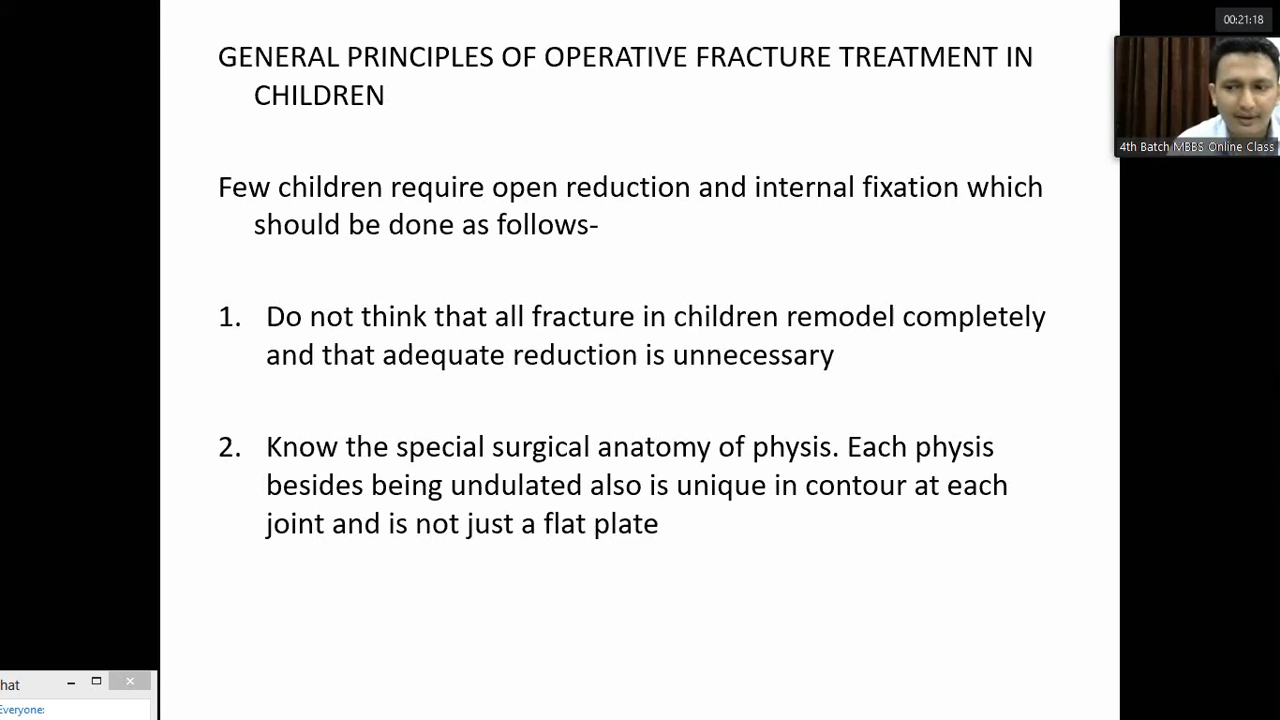 00:21:18
GENERAL PRINCIPLES OF OPERATIVE FRACTURE TREATMENT IN
CHILDREN
4th Batch MBBS Online Class
Few children require open reduction and internal fixation which
should be done as follows-
1. Do not think that all fracture in children remodel completely
and that adequate reduction is unnecessary
2. Know the special surgical anatomy of physis. Each physis
besides being undulated also is unique in contour at each
joint and is not just a flat plate
hat
Everyone: